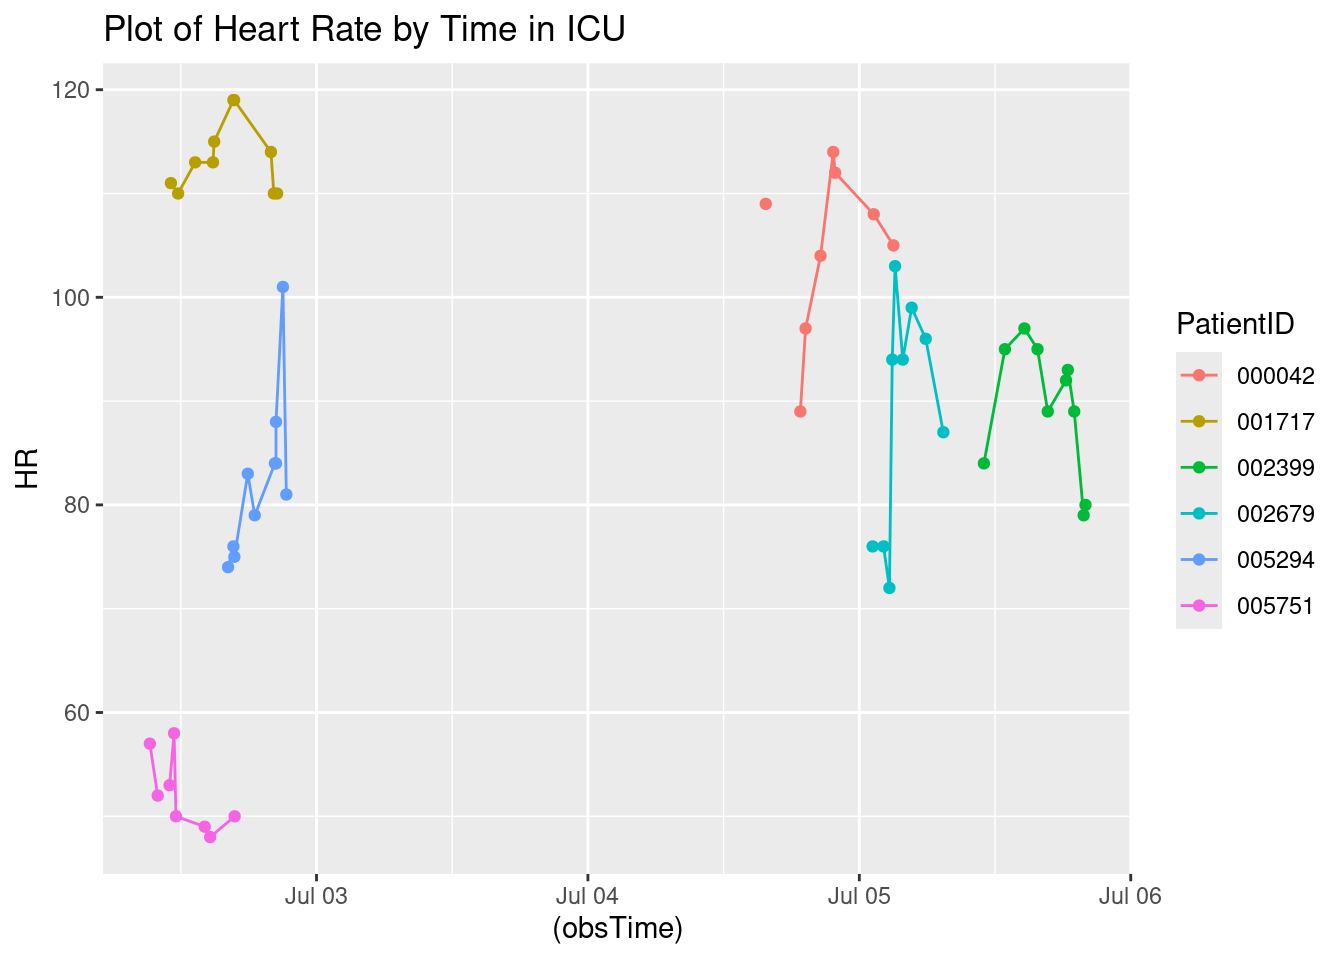 Plot of Heart Rate by Time in ICU
120
100
80
60
HR
Jul 03
Jul 04
Jul 05
Jul 06
(obsTime)
PatientID
000042
001717
002399
002679
005294
005751